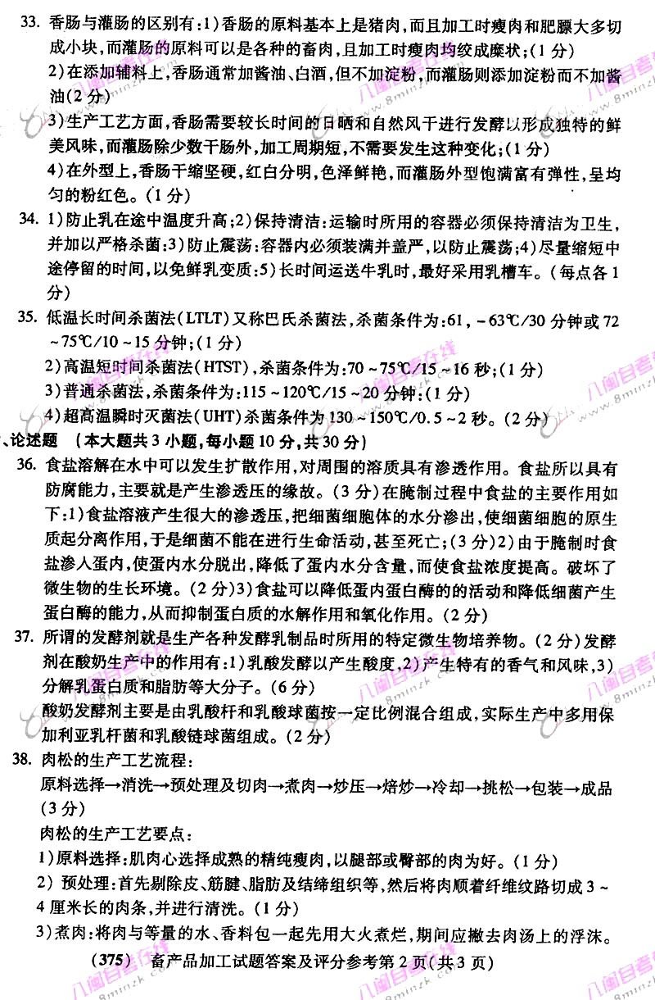 33. 香肠与灌肠的区别有:1)香肠的原料基本上是猪肉,而且加工时瘦肉和肥膘大多切
成小块,而灌肠的原料可以是各种的畜肉,且加工时瘦肉均绞成糜状;(1 分)
2)在添加辅料上,香肠通常加酱油、白酒,但不加淀粉,而灌肠则添加淀粉而不加酱
油(2 分)
3)生产工艺方面,香肠需要较长时间的日晒和自然风干进行发酵以形成独特的鲜
美风味,而灌肠除少数干肠外,加工周期短,不需要发生这种变化;(1 分)
4)在外型上,香肠干缩坚硬,红白分明,色泽鲜艳,而灌肠外型饱满富有弹性,呈均
匀的粉红色。(1 分)
34. 1)防止乳在途中温度升高;2)保持清洁:运输时所用的容器必须保持清洁为卫生,
并加以严格杀菌:3)防止震荡:容器内必须装满并盖严,以防止震荡;4)尽量缩短中
途停留的时间,以免鲜乳变质:5)长时间运送牛乳时,最好采用乳槽车。(每点各 1
分)
35. 低温长时间杀菌法(LTLT)又称巴氏杀菌法,杀菌条件为:61, -63℃/30 分钟或 72
~75℃/10~15 分钟;(1 分)
2)高温短时间杀菌法(HTST),杀菌条件为:70~75℃/15~16 秒;(1 分)
3)普通杀菌法,杀菌条件为:115~120℃/15~20 分钟;(1 分)
4)超高温瞬时灭菌法(UHT)杀菌条件为 130~150℃/0.5~2 秒。(2 分)
、论述题 (本大题共 3 小题,每小题 10 分,共 30 分)
36. 食盐溶解在水中可以发生扩散作用,对周围的溶质具有渗透作用。食盐所以具有
防腐能力,主要就是产生渗透压的缘故。(3 分)在腌制过程中食盐的主要作用如
下:1)食盐溶液产生很大的渗透压,把细菌细胞体的水分渗出,使细菌细胞的原生
质起分离作用,于是细菌不能在进行生命活动,甚至死亡;(3 分)2)由于腌制时食
盐渗入蛋内,使蛋内水分脱出,降低了蛋内水分含量,而使食盐浓度提高。破坏了
微生物的生长环境。(2 分)3)食盐可以降低蛋内蛋白酶的的活动和降低细菌产生
蛋白酶的能力,从而抑制蛋白质的水解作用和氧化作用。(2 分)
37. 所谓的发酵剂就是生产各种发酵乳制品时所用的特定微生物培养物。(2 分)发酵
剂在酸奶生产中的作用有:1)乳酸发酵以产生酸度,2)产生特有的香气和风味,3)
分解乳蛋白质和脂肪等大分子。(6 分)
酸奶发酵剂主要是由乳酸杆和乳酸球菌按一定比例混合组成,实际生产中多用保
加利亚乳杆菌和乳酸链球菌组成。(2 分)
38. 肉松的生产工艺流程:
原料选择→消洗→预处理及切肉→煮肉→炒压→焙炒→冷却→挑松→包装→成品
(3 分)
肉松的生产工艺要点:
1)原料选择:肌肉心选择成熟的精纯瘦肉,以腿部或臀部的肉为好。(1 分)
2) 预处理:首先剔除皮、筋腱、脂肪及结缔组织等,然后将肉顺着纤维纹路切成 3~
4 厘米长的肉条,并进行清洗。(1 分)
3)煮肉:将肉与等量的水、香料包一起先用大火煮烂,期间应撇去肉汤上的浮沫。
(375) 畜产品加工试题答案及评分参考第 2 页(共 3 页)
八闽自考在线
www.8minzk.com